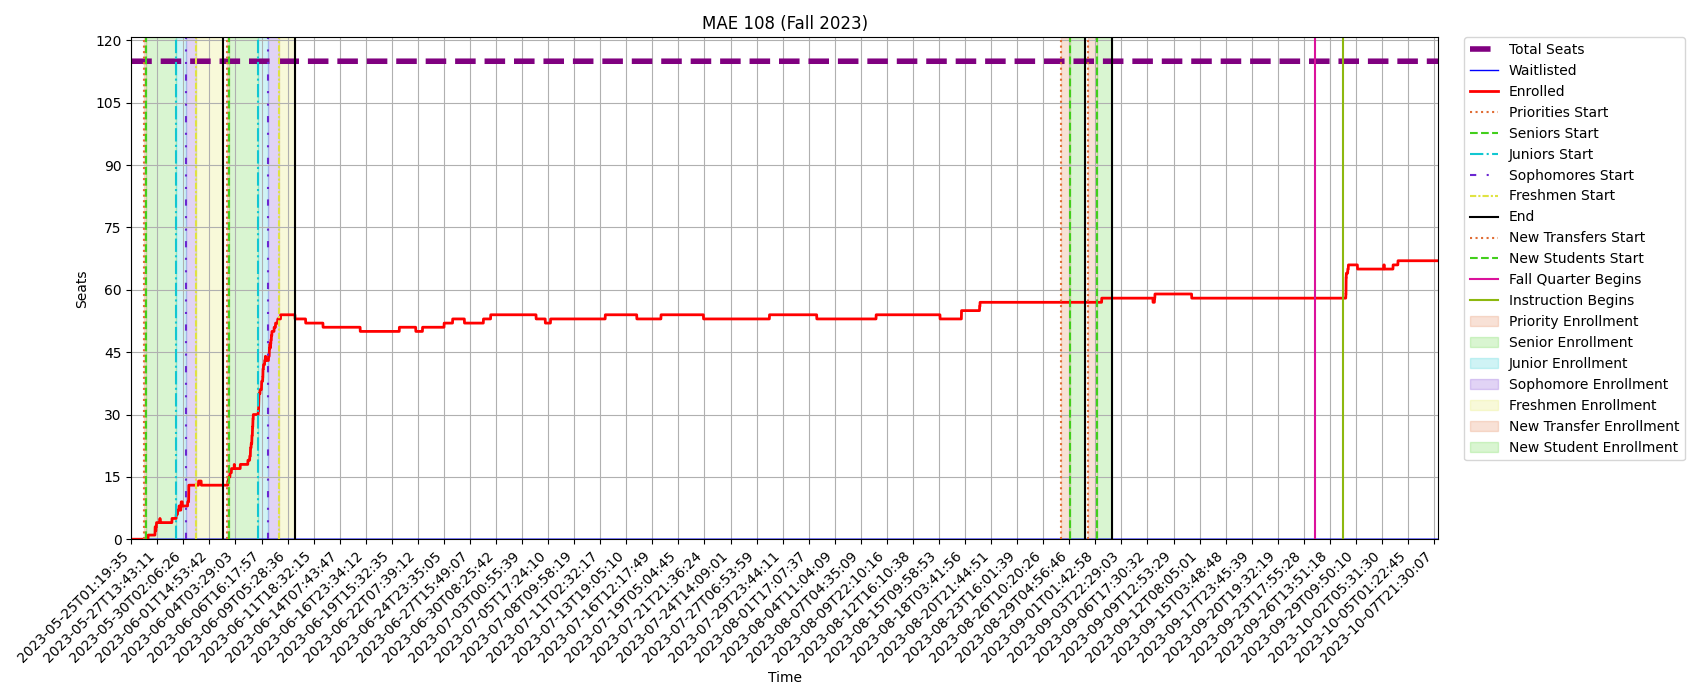 MAE 108 (Fall 2023)
120
105
90
75
60
45
30
15
0
Seats
2023-05-25T01:19:35
2023-05-27T13:43:11
2023-05-30T02:06:26
2023-06-01T14:53:42
2023-06-04T03:29:03
2023-06-06T16:17:57
2023-06-09T05:28:36
2023-06-11T18:32:15
2023-06-14T07:43:47
2023-06-16T23:34:12
2023-06-19T15:32:35
2023-06-22T07:39:12
2023-06-24T23:35:05
2023-06-27T15:49:07
2023-06-30T08:25:42
2023-07-03T00:55:39
2023-07-05T17:24:10
2023-07-08T09:58:19
2023-07-11T02:32:17
2023-07-13T19:05:10
2023-07-16T12:17:49
2023-07-19T05:04:45
2023-07-21T21:36:24
2023-07-24T14:09:01
2023-07-27T06:53:59
2023-07-29T23:44:11
2023-08-01T17:07:37
2023-08-04T11:04:09
2023-08-07T04:35:09
2023-08-09T22:10:16
2023-08-12T16:10:38
2023-08-15T09:58:53
2023-08-18T03:41:56
2023-08-20T21:44:51
2023-08-23T16:01:39
2023-08-26T10:20:26
2023-08-29T04:56:46
2023-09-01T01:42:58
2023-09-03T22:29:03
2023-09-06T17:30:32
2023-09-09T12:53:29
2023-09-12T08:05:01
2023-09-15T03:48:48
2023-09-17T23:45:39
2023-09-20T19:32:19
2023-09-23T17:55:28
2023-09-26T13:51:18
2023-09-29T09:50:10
2023-10-02T05:31:30
2023-10-05T01:22:45
2023-10-07T21:30:07
Time
Total Seats
Waitlisted
Enrolled
Priorities Start
Seniors Start
Juniors Start
Sophomores Start
Freshmen Start
End
New Transfers Start
New Students Start
Fall Quarter Begins
Instruction Begins
Priority Enrollment
Senior Enrollment
Junior Enrollment
Sophomore Enrollment
Freshmen Enrollment
New Transfer Enrollment
New Student Enrollment